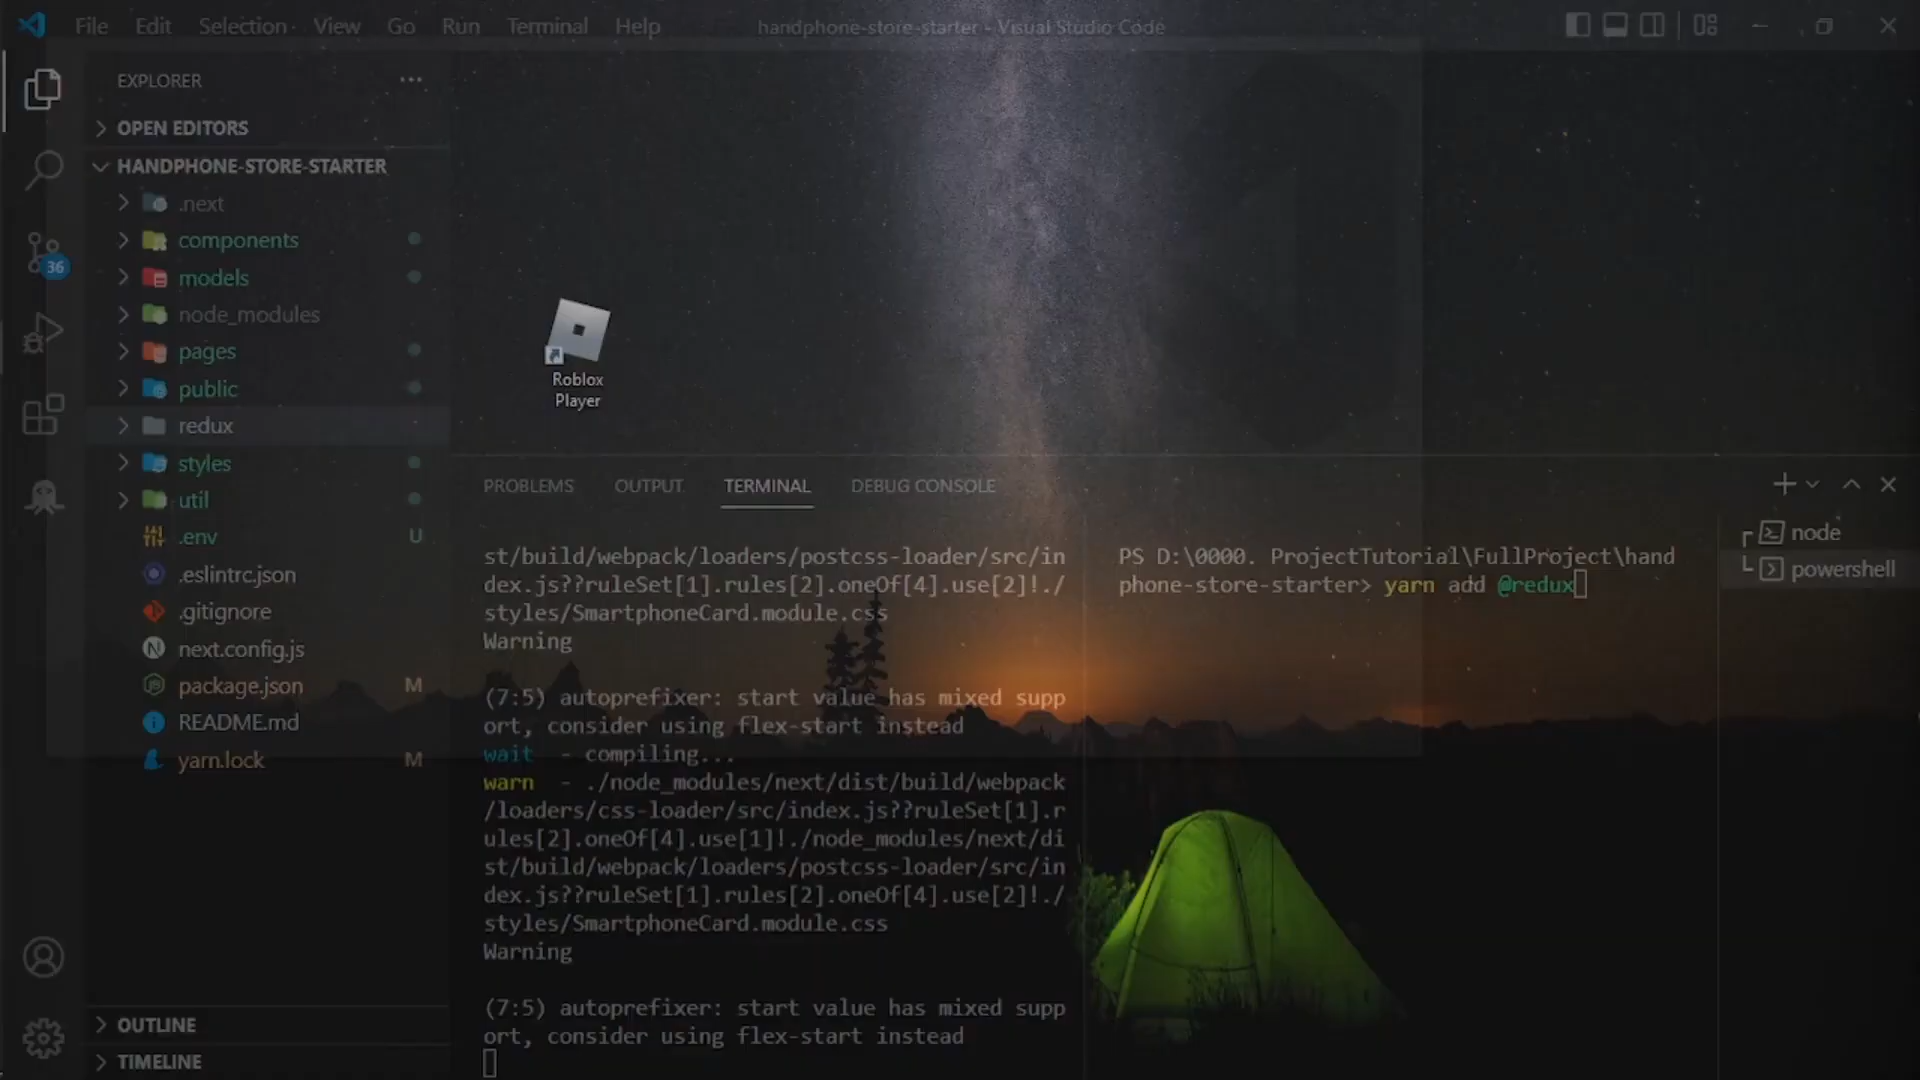 File Edit Selection View Go Run Terminal Help
handphone-store-starter - Visual Studio Code
EXPLORER
OPEN EDITORS
HANDPHONE-STORE-STARTER
.next
components
models
node_modules
pages
public
redux
styles
util
.env U
.eslintrc.json
.gitignore
next.config.js
package.json M
README.md
yarn.lock M
OUTLINE
TIMELINE
36
Roblox
Player
PROBLEMS OUTPUT TERMINAL DEBUG CONSOLE
st/build/webpack/loaders/postcss-loader/src/in
dex.js??ruleSet[1].rules[2].oneOf[4].use[2]!./
styles/SmartphoneCard.module.css
Warning
(7:5) autoprefixer: start value has mixed supp
ort, consider using flex-start instead
wait - compiling...
warn - ./node_modules/next/dist/build/webpack
/loaders/css-loader/src/index.js??ruleSet[1].r
ules[2].oneOf[4].use[1]!./node_modules/next/di
st/build/webpack/loaders/postcss-loader/src/in
dex.js??ruleSet[1].rules[2].oneOf[4].use[2]!./
styles/SmartphoneCard.module.css
Warning
(7:5) autoprefixer: start value has mixed supp
ort, consider using flex-start instead
PS D:\0000. ProjectTutorial\FullProject\hand
phone-store-starter> yarn add @redux
node
powershell